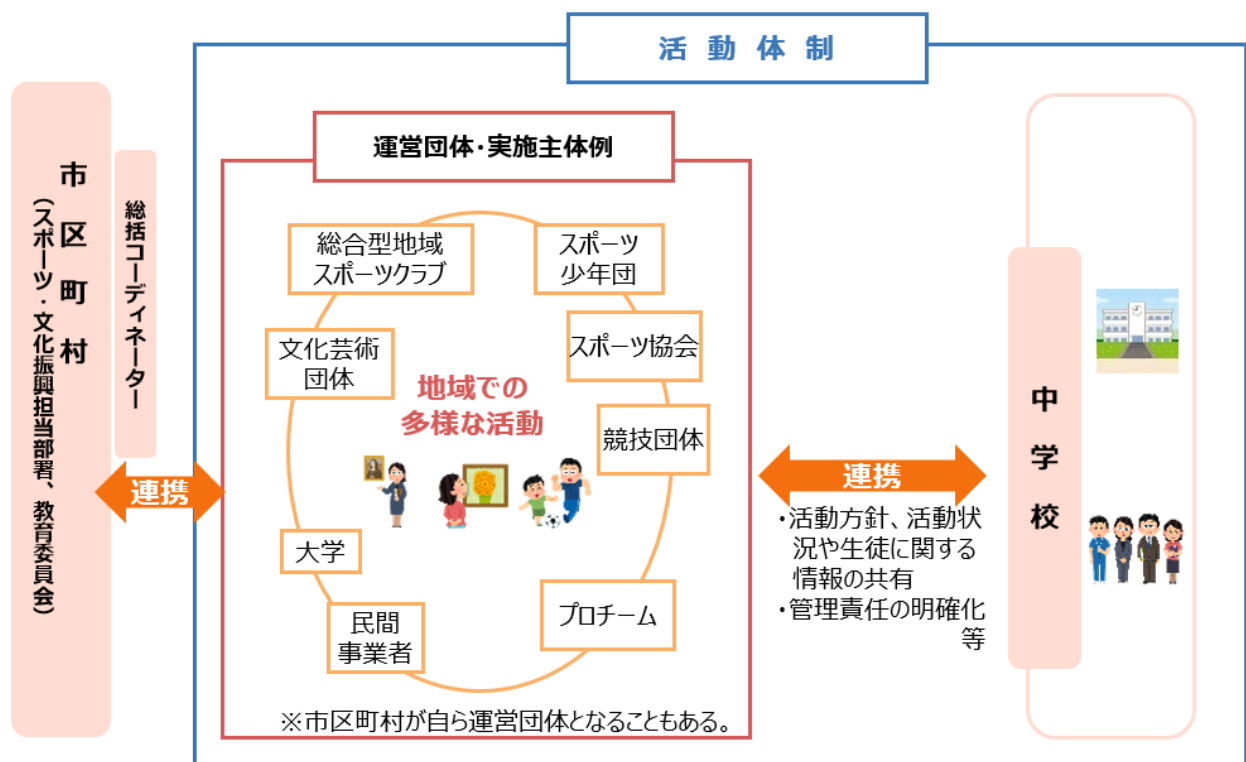 活動体制
市区町村
(スポーツ・文化振興担当部署、教育委員会)
総括コーディネーター
連携
運営団体・実施主体例
総合型地域
スポーツクラブ
スポーツ
少年団
文化芸術
団体
スポーツ協会
地域での
多様な活動
競技団体
大学
民間
事業者
プロチーム
※市区町村が自ら運営団体となることもある。
連携
・活動方針、活動状
況や生徒に関する
情報の共有
・管理責任の明確化
等
中学校